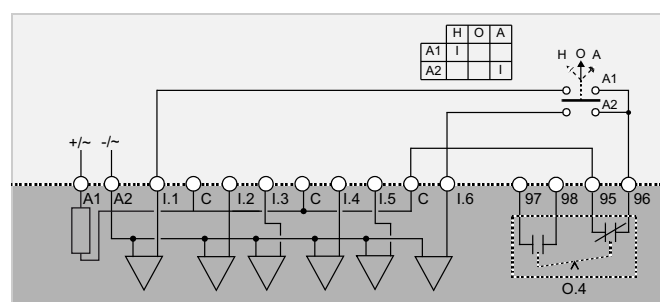 H O A
A1 I
A2 I
H O A
A1
A2
+/~ -/~
A1 A2 I.1 C I.2 I.3 C I.4 I.5 C I.6 97 98 95 96
O.4